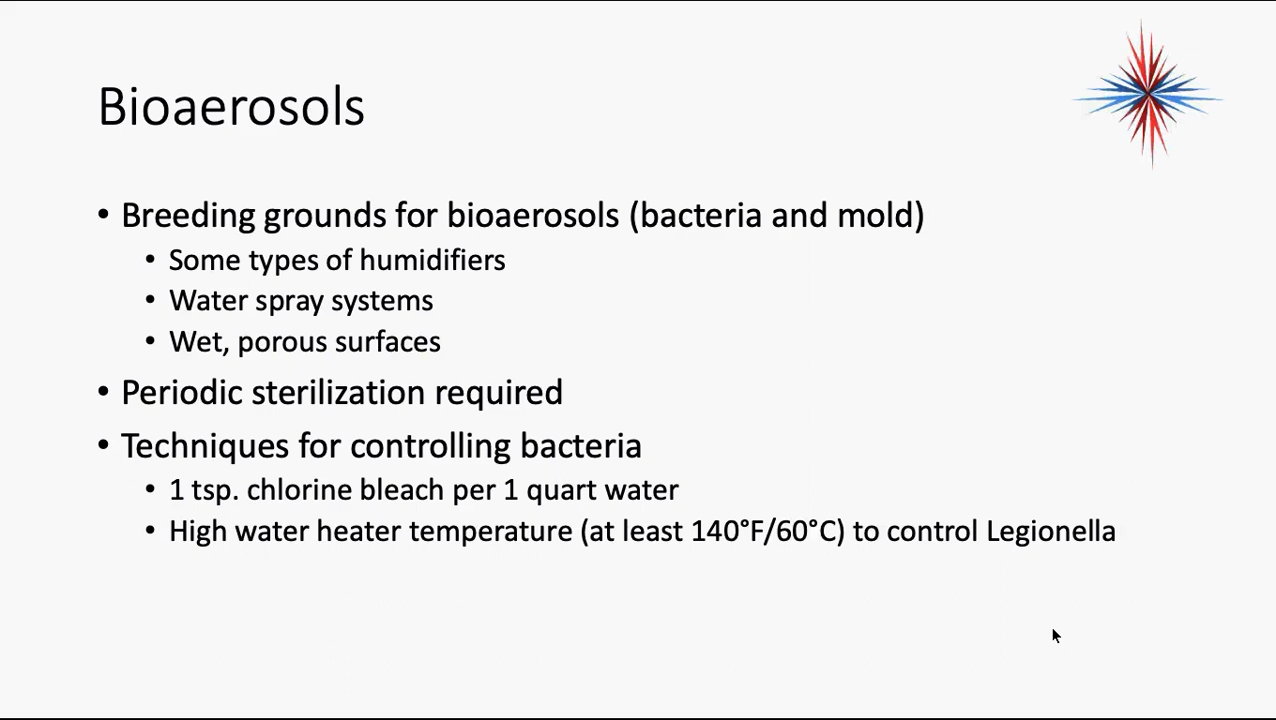 Bioaerosols
• Breeding grounds for bioaerosols (bacteria and mold)
• Some types of humidifiers
• Water spray systems
• Wet, porous surfaces
• Periodic sterilization required
• Techniques for controlling bacteria
• 1 tsp. chlorine bleach per 1 quart water
• High water heater temperature (at least 140°F/60°C) to control Legionella